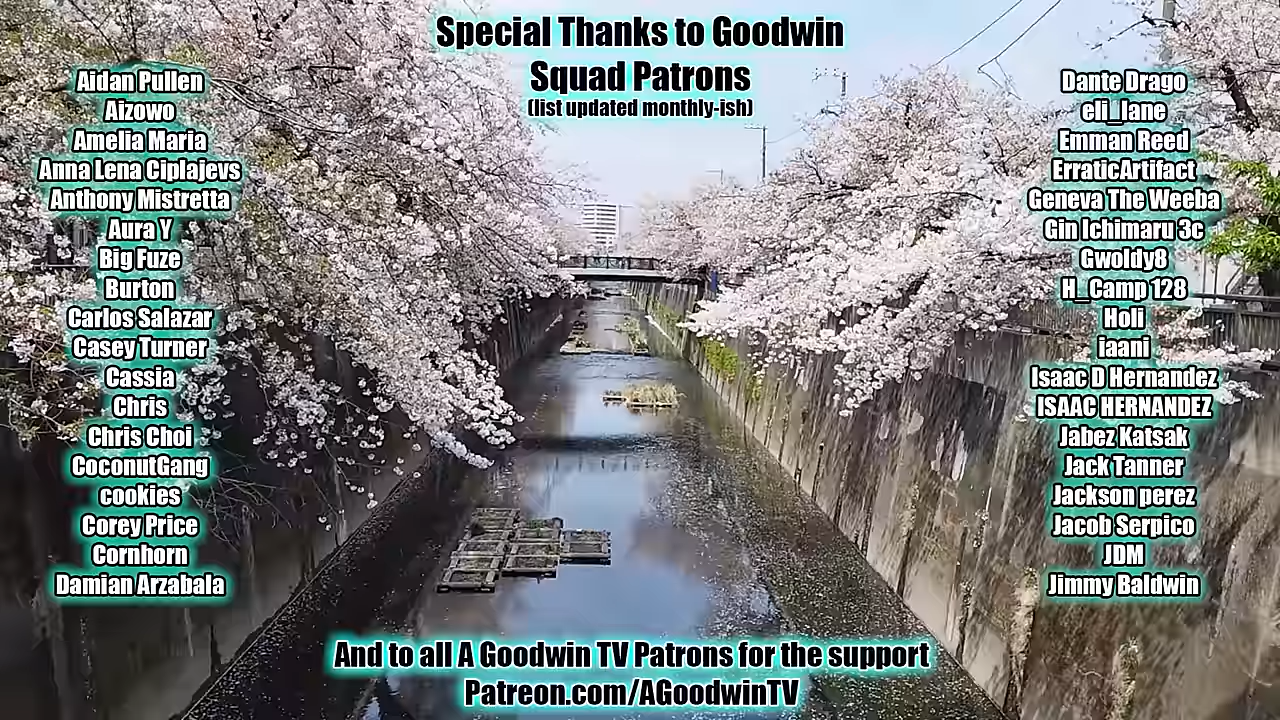 Special Thanks to Goodwin
Squad Patrons
(list updated monthly-ish)
Aidan Pullen
Aizowo
Amelia Maria
Anna Lena Ciplajevs
Anthony Mistretta
Aura Y
Big Fuze
Burton
Carlos Salazar
Casey Turner
Cassia
Chris
Chris Choi
CoconutGang
cookies
Corey Price
Cornhorn
Damian Arzabala
Dante Drago
eli_lane
Emman Reed
ErraticArtifact
Geneva The Weeba
Gin Ichimaru 3c
Gwoldy8
H_Camp 128
Holi
iaani
Isaac D Hernandez
ISAAC HERNANDEZ
Jabez Katsak
Jack Tanner
Jackson perez
Jacob Serpico
JDM
Jimmy Baldwin
And to all A Goodwin TV Patrons for the support
Patreon.com/AGoodwinTV